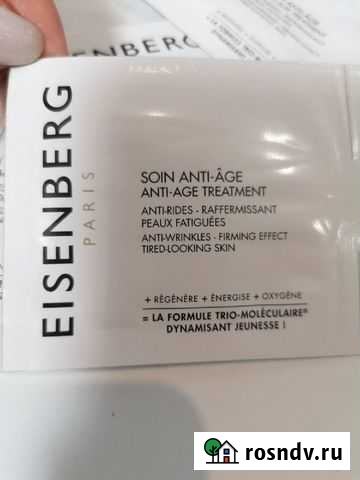 EISENBERG
PARIS
SOIN ANTI-ÂGE
ANTI-AGE TREATMENT
ANTI-RIDES - RAFFERMISSANT
PEAUX FATIGUÉES
ANTI-WRINKLES - FIRMING EFFECT
TIRED-LOOKING SKIN
+ RÉGÉNÈRE + ÉNERGISE + OXYGÈNE
= LA FORMULE TRIO-MOLÉCULAIRE®
DYNAMISANT JEUNESSE !
rosndv.ru